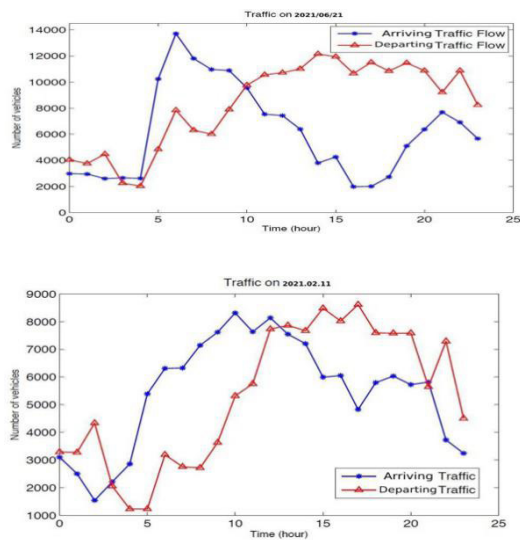 Traffic on 2021/06/21
14000
12000
10000
8000
6000
4000
2000
0
Number of vehicles
Arriving Traffic Flow
Departing Traffic Flow
0 5 10 15 20 25
Time (hour)
Traffic on 2021.02.11
9000
8000
7000
6000
5000
4000
3000
2000
1000
Number of vehicles
Arriving Traffic
Departing Traffic
0 5 10 15 20 25
Time (hour)